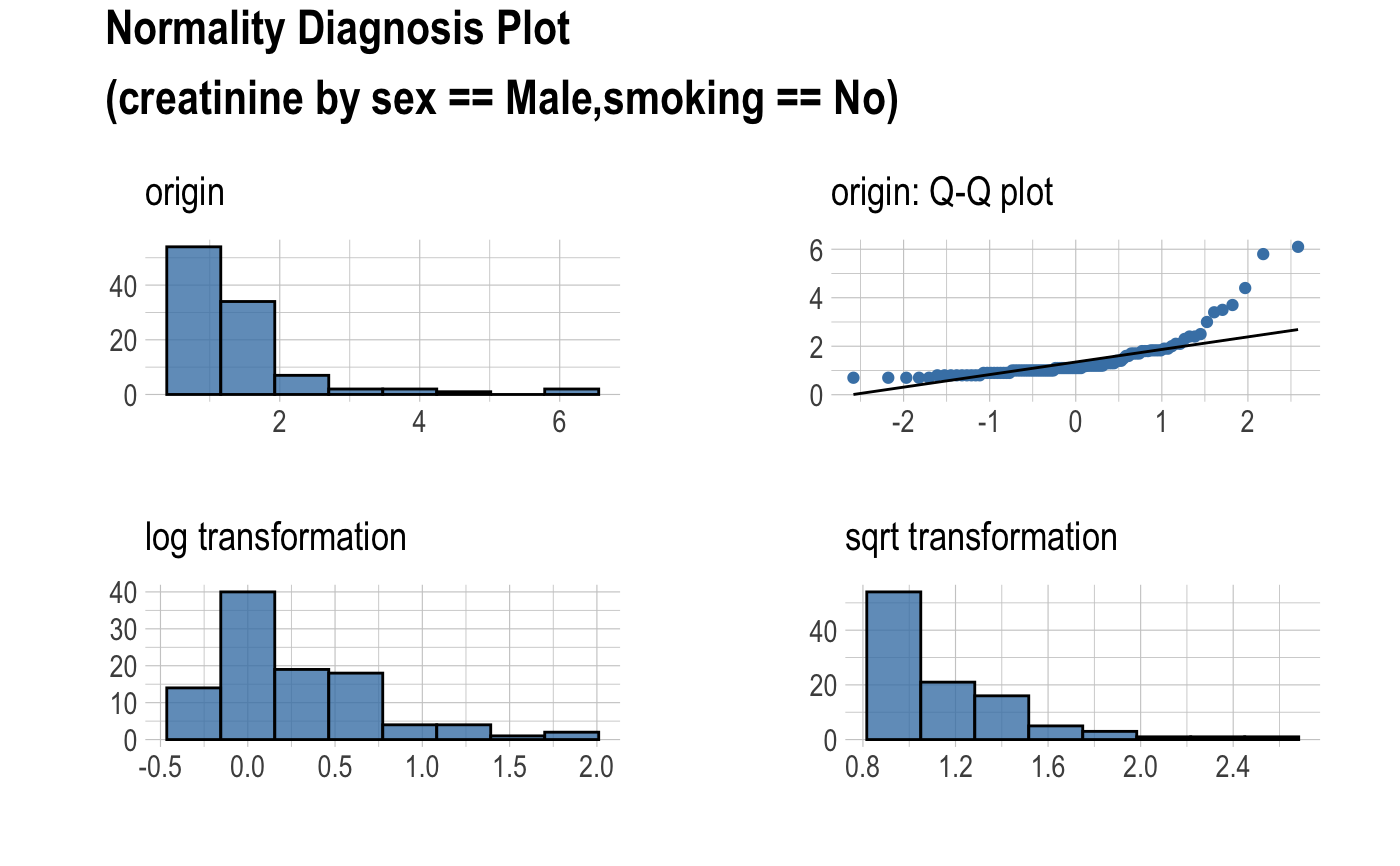 Normality Diagnosis Plot
(creatinine by sex == Male,smoking == No)
origin
40
20
0
2 4 6
origin: Q-Q plot
6
4
2
0
-2 -1 0 1 2
log transformation
40
30
20
10
0
-0.5 0.0 0.5 1.0 1.5 2.0
sqrt transformation
40
20
0
0.8 1.2 1.6 2.0 2.4